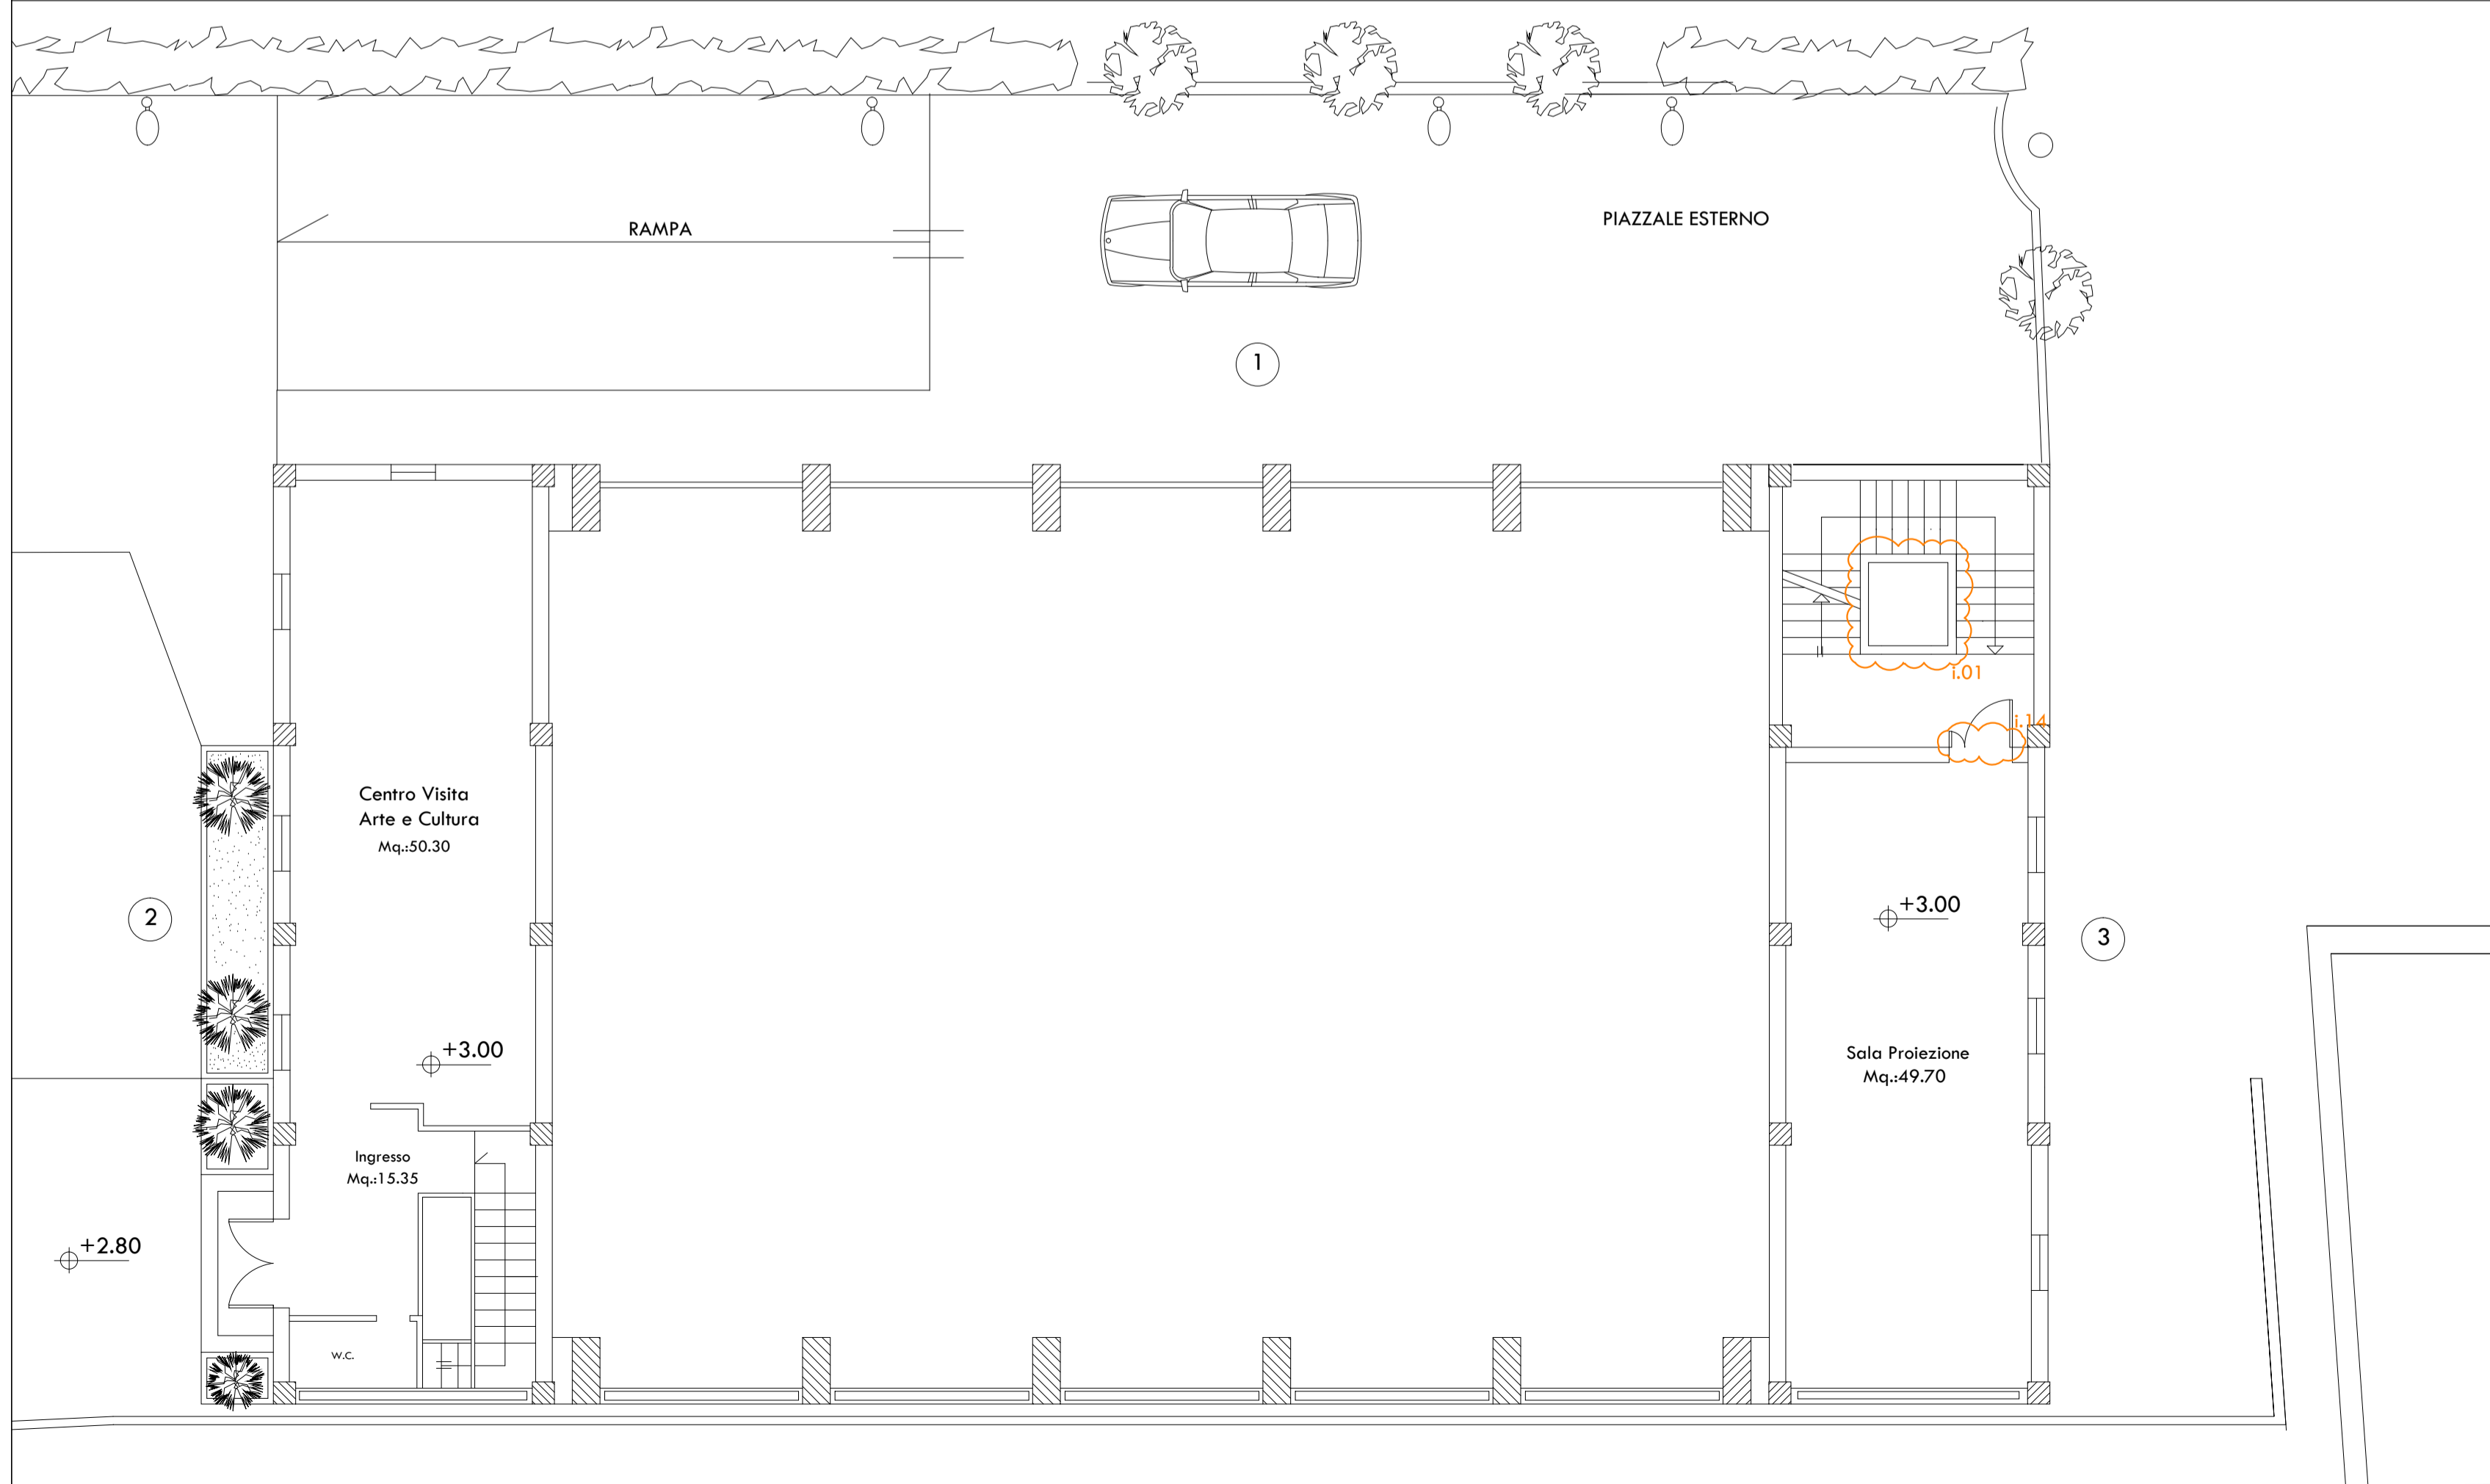 RAMPA
PIAZZALE ESTERNO
1
i.01
i.14
Centro Visita
Arte e Cultura
Mq.:50.30
2
+3.00
3
+3.00
Sala Proiezione
Mq.:49.70
Ingresso
Mq.:15.35
+2.80
W.C.